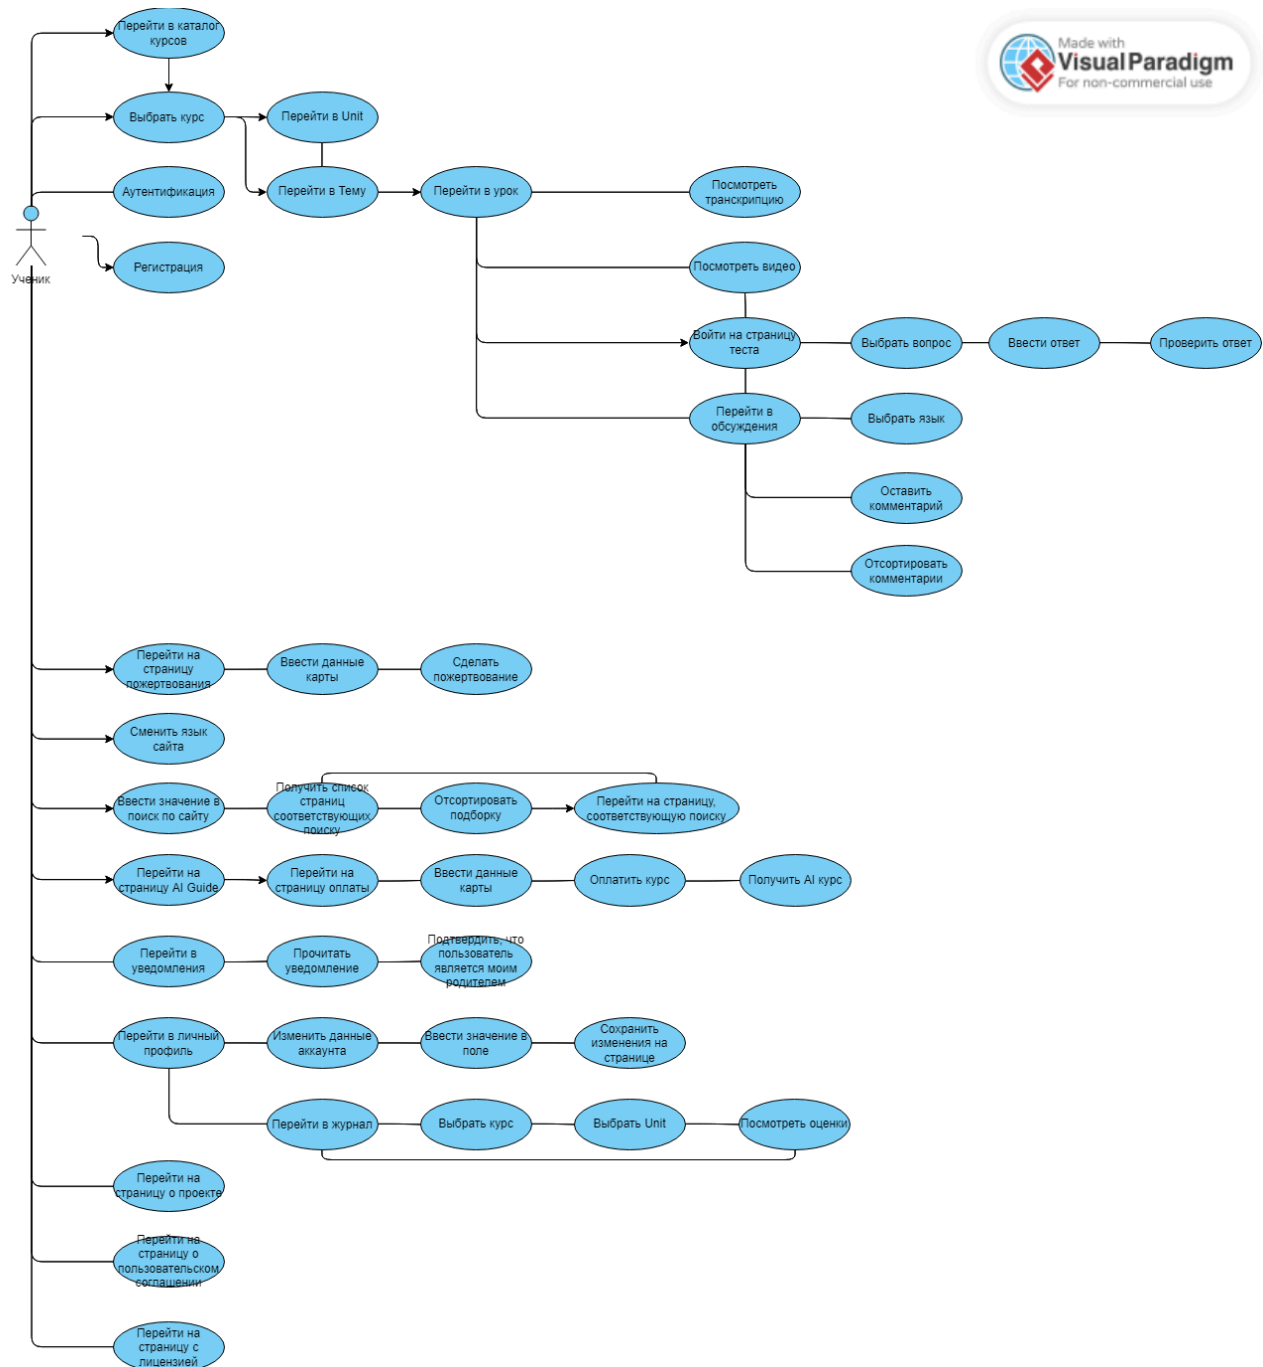 Перейти в каталог
курсов
Made with
Visual Paradigm
For non-commercial use
Выбрать курс
Перейти в Unit
Аутентификация
Перейти в Тему
Перейти в урок
Посмотреть
транскрипцию
Ученик
Регистрация
Посмотреть видео
Войти на страницу
теста
Выбрать вопрос
Ввести ответ
Проверить ответ
Перейти в
обсуждения
Выбрать язык
Оставить
комментарий
Отсортировать
комментарии
Перейти на
страницу
пожертвования
Ввести данные
карты
Сделать
пожертвование
Сменить язык
сайта
Ввести значение в
поиск по сайту
Получить список
страниц
соответствующих
поиску
Отсортировать
подборку
Перейти на страницу,
соответствующую поиску
Перейти на
страницу AI Guide
Перейти на
страницу оплаты
Ввести данные
карты
Оплатить курс
Получить AI курс
Перейти в
уведомления
Прочитать
уведомление
Подтвердить, что
пользователь
является моим
родителем
Перейти в личный
профиль
Изменить данные
аккаунта
Ввести значение в
поле
Сохранить
изменения на
странице
Перейти в журнал
Выбрать курс
Выбрать Unit
Посмотреть оценки
Перейти на
страницу о проекте
Перейти на
страницу о
пользовательском
соглашении
Перейти на
страницу с
лицензией